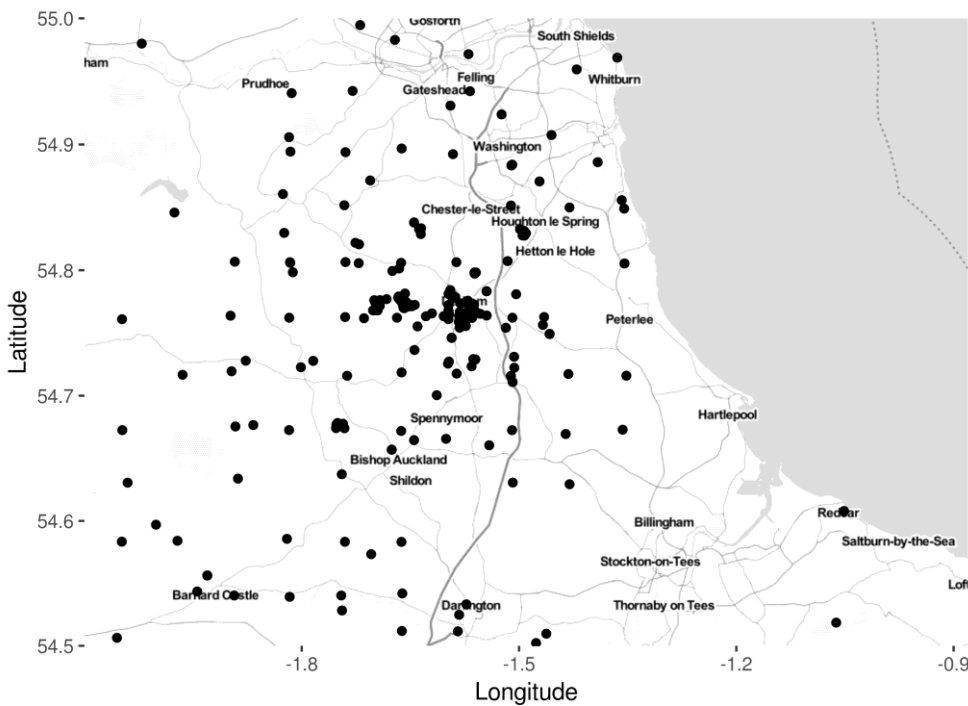 55.0
Gosforth
South Shields
ham
Felling
Whitburn
Prudhoe
Gateshead
54.9
Washington
Chester-le-Street
Houghton le Spring
Hetton le Hole
54.8
Peterlee
54.7
Hartlepool
Spennymoor
Bishop Auckland
Shildon
54.6
Billingham
Redcar
Saltburn-by-the-Sea
Stockton-on-Tees
Loft
Barnard Castle
Darlington
Thornaby on Tees
54.5
-1.8
-1.5
-1.2
-0.9
Longitude
Latitude